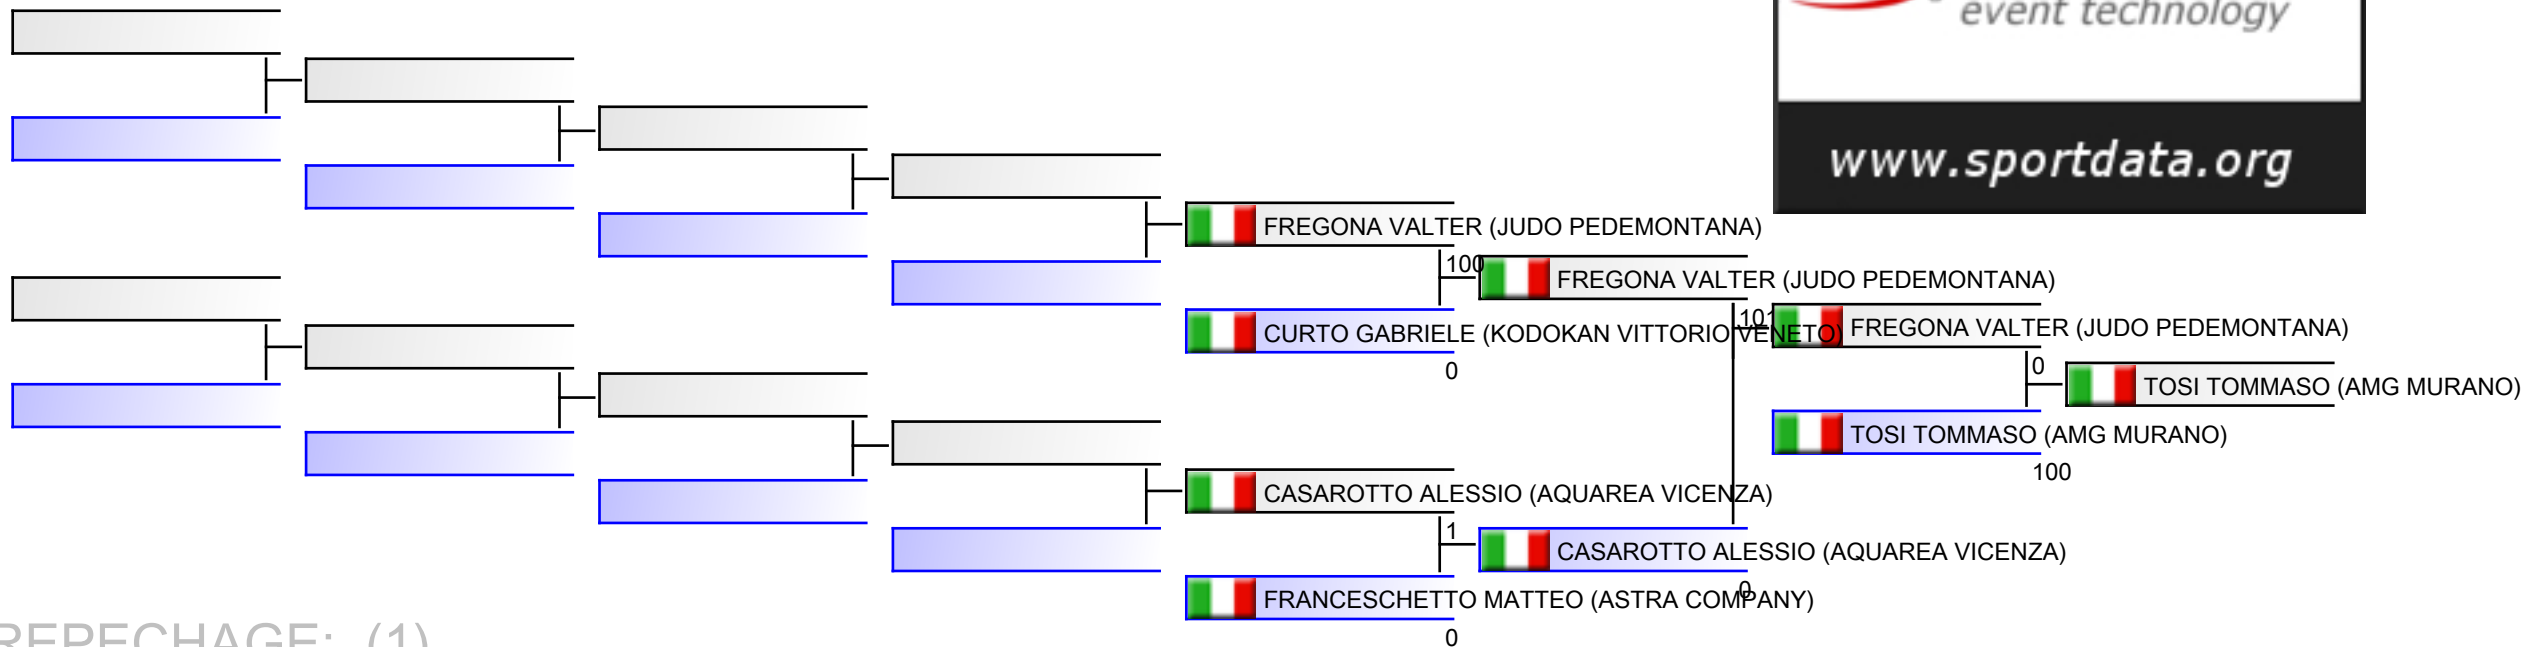 event technology
www.sportdata.org
FREGONA VALTER (JUDO PEDEMONTANA)
100
FREGONA VALTER (JUDO PEDEMONTANA)
CURTO GABRIELE (KODOKAN VITTORIO VENETO)
0
101
FREGONA VALTER (JUDO PEDEMONTANA)
0
TOSI TOMMASO (AMG MURANO)
TOSI TOMMASO (AMG MURANO)
100
CASAROTTO ALESSIO (AQUAREA VICENZA)
1
CASAROTTO ALESSIO (AQUAREA VICENZA)
0
FRANCESCHETTO MATTEO (ASTRA COMPANY)
0
REPECHAGE: (1)